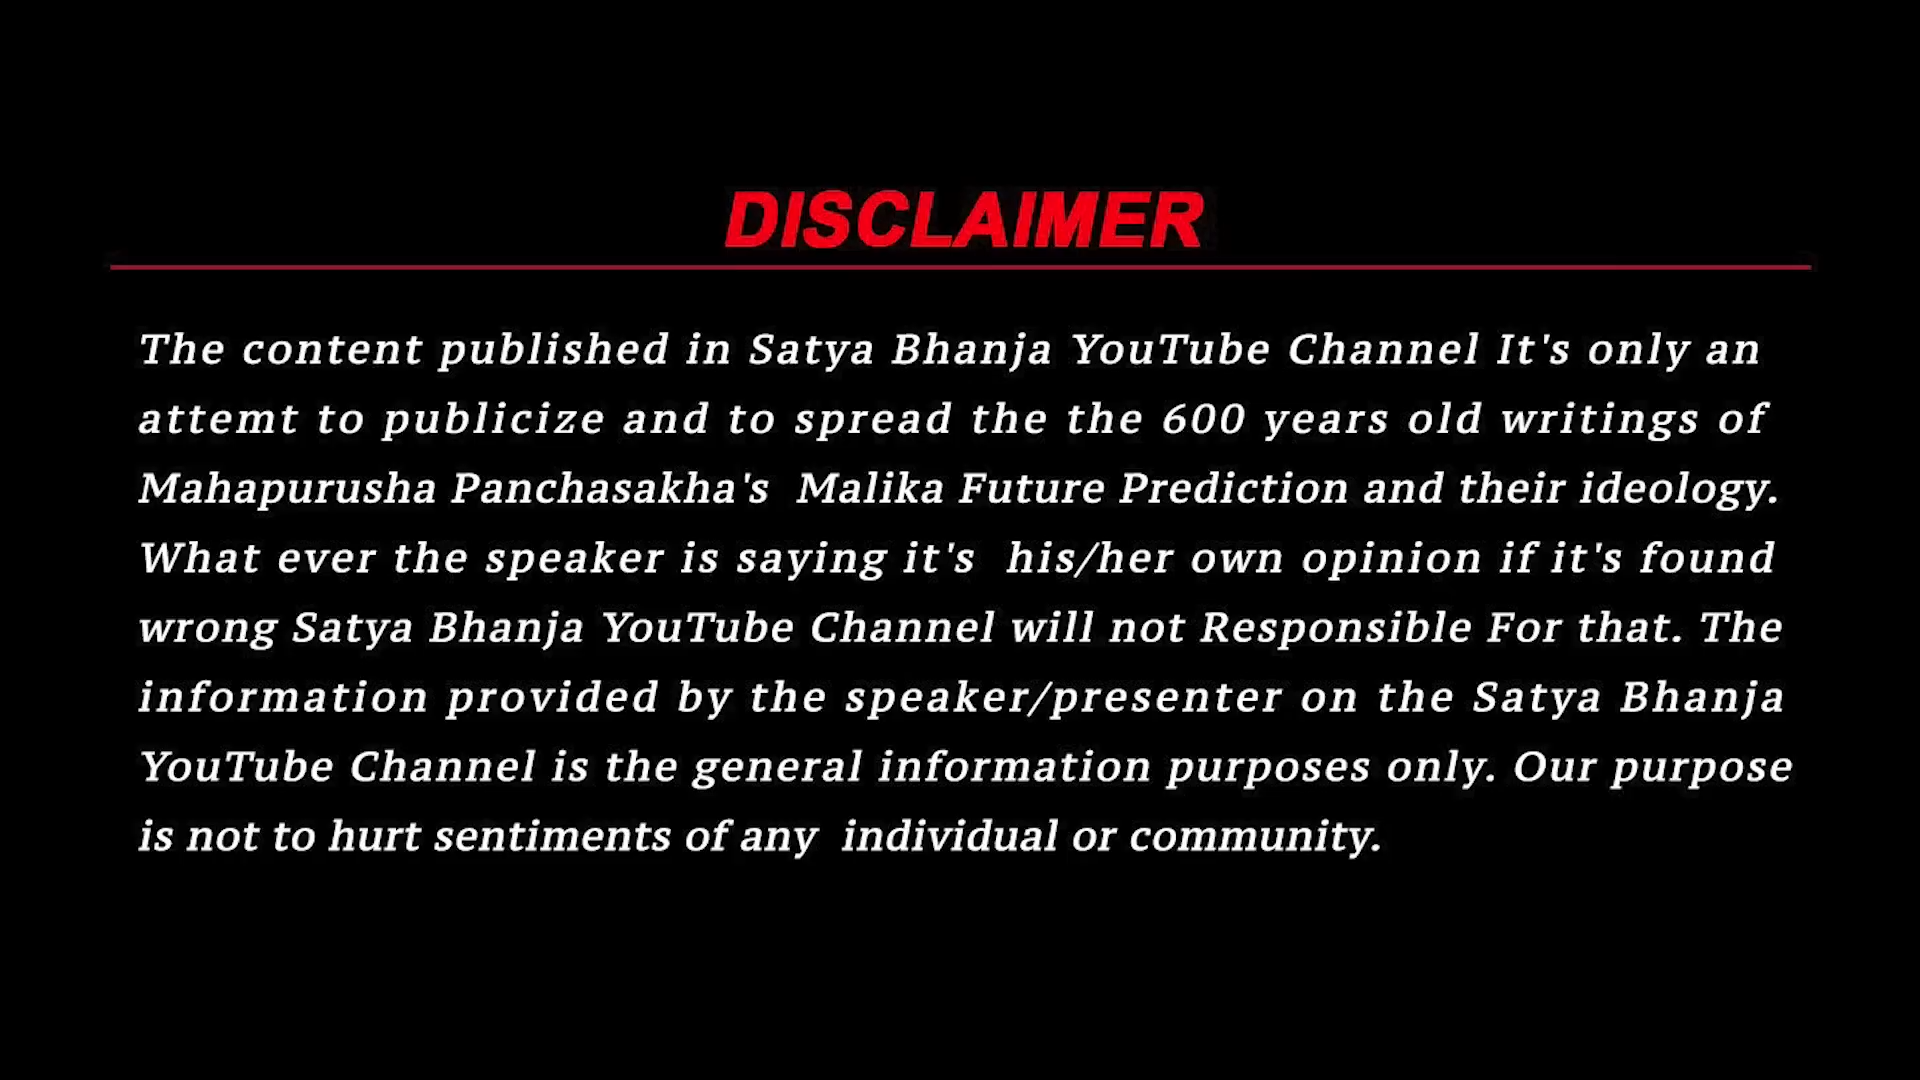 DISCLAIMER
The content published in Satya Bhanja YouTube Channel It's only an
attemt to publicize and to spread the the 600 years old writings of
Mahapurusha Panchasakha's Malika Future Prediction and their ideology.
What ever the speaker is saying it's his/her own opinion if it's found
wrong Satya Bhanja YouTube Channel will not Responsible For that. The
information provided by the speaker/presenter on the Satya Bhanja
YouTube Channel is the general information purposes only. Our purpose
is not to hurt sentiments of any individual or community.